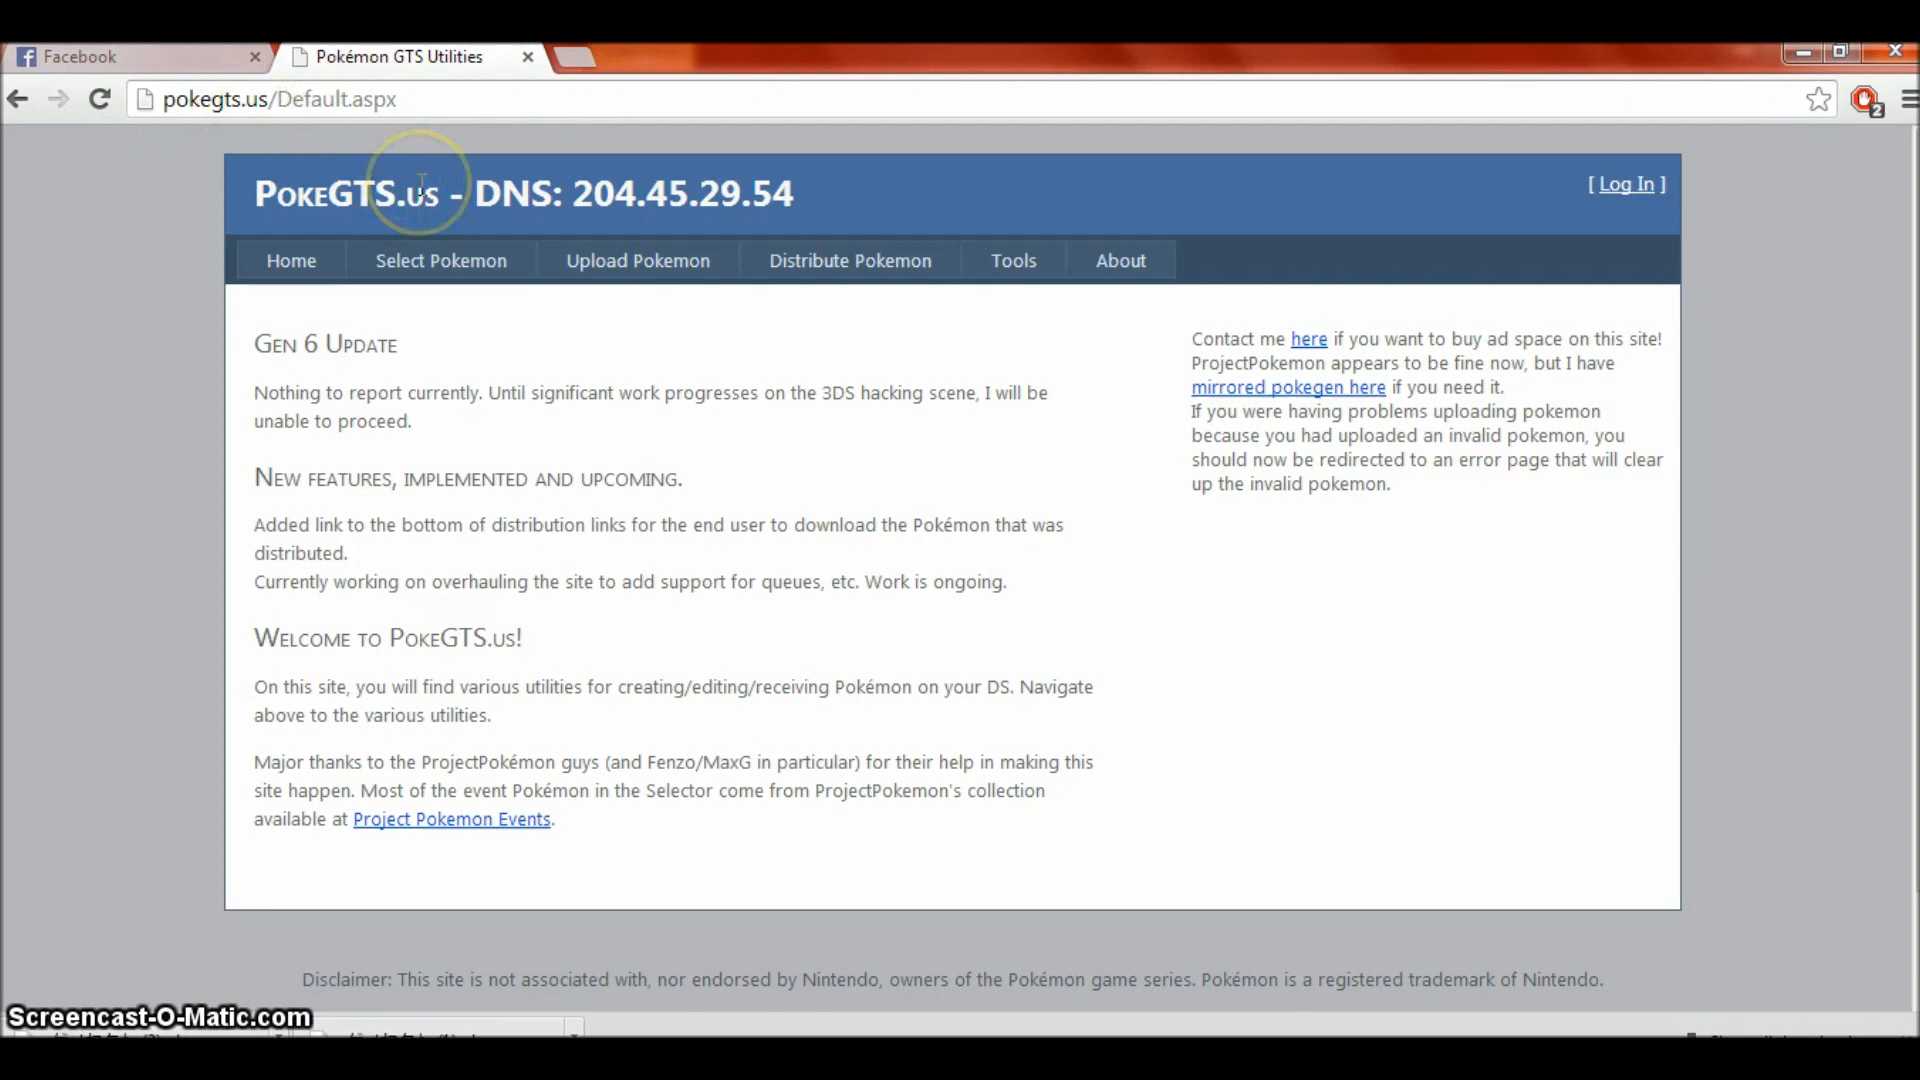 Facebook
Pokémon GTS Utilities
pokegts.us/Default.aspx
2
POKEGTS.US - DNS: 204.45.29.54
[ Log In ]
Home
Select Pokemon
Upload Pokemon
Distribute Pokemon
Tools
About
GEN 6 UPDATE
Nothing to report currently. Until significant work progresses on the 3DS hacking scene, I will be
unable to proceed.
NEW FEATURES, IMPLEMENTED AND UPCOMING.
Added link to the bottom of distribution links for the end user to download the Pokémon that was
distributed.
Currently working on overhauling the site to add support for queues, etc. Work is ongoing.
WELCOME TO POKEGTS.US!
On this site, you will find various utilities for creating/editing/receiving Pokémon on your DS. Navigate
above to the various utilities.
Major thanks to the ProjectPokémon guys (and Fenzo/MaxG in particular) for their help in making this
site happen. Most of the event Pokémon in the Selector come from ProjectPokemon's collection
available at Project Pokemon Events.
Contact me here if you want to buy ad space on this site!
ProjectPokemon appears to be fine now, but I have
mirrored pokegen here if you need it.
If you were having problems uploading pokemon
because you had uploaded an invalid pokemon, you
should now be redirected to an error page that will clear
up the invalid pokemon.
Disclaimer: This site is not associated with, nor endorsed by Nintendo, owners of the Pokémon game series. Pokémon is a registered trademark of Nintendo.
Screencast-O-Matic.com